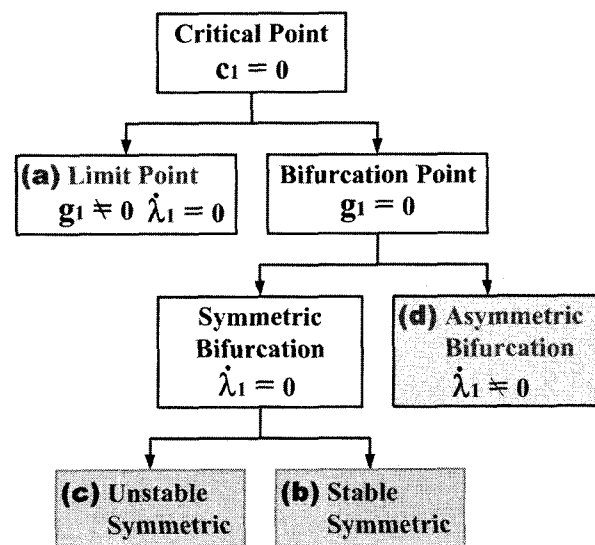 Critical Point
c₁ = 0
(a) Limit Point
g₁ ≠ 0 λ̇₁ = 0
Bifurcation Point
g₁ = 0
Symmetric
Bifurcation
λ̇₁ = 0
(d) Asymmetric
Bifurcation
λ̇₁ ≠ 0
(c) Unstable
Symmetric
(b) Stable
Symmetric